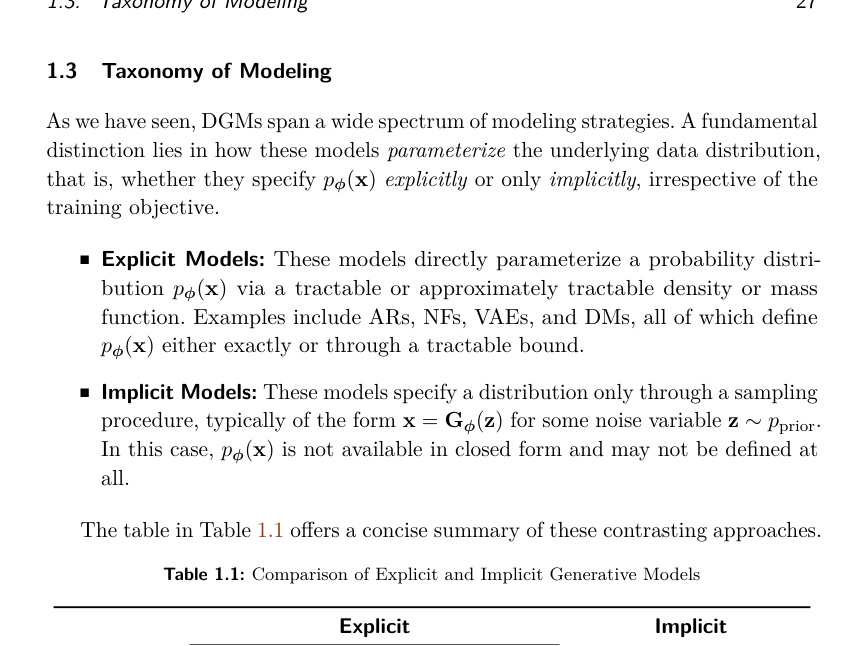 1.3. Taxonomy of Modeling 27
1.3 Taxonomy of Modeling
As we have seen, DGMs span a wide spectrum of modeling strategies. A fundamental
distinction lies in how these models parameterize the underlying data distribution,
that is, whether they specify p𝜙(x) explicitly or only implicitly, irrespective of the
training objective.
■ Explicit Models: These models directly parameterize a probability distri-
bution p𝜙(x) via a tractable or approximately tractable density or mass
function. Examples include ARs, NFs, VAEs, and DMs, all of which define
p𝜙(x) either exactly or through a tractable bound.
■ Implicit Models: These models specify a distribution only through a sampling
procedure, typically of the form x = G𝜙(z) for some noise variable z ∼ pprior.
In this case, p𝜙(x) is not available in closed form and may not be defined at
all.
The table in Table 1.1 offers a concise summary of these contrasting approaches.
Table 1.1: Comparison of Explicit and Implicit Generative Models
Explicit Implicit